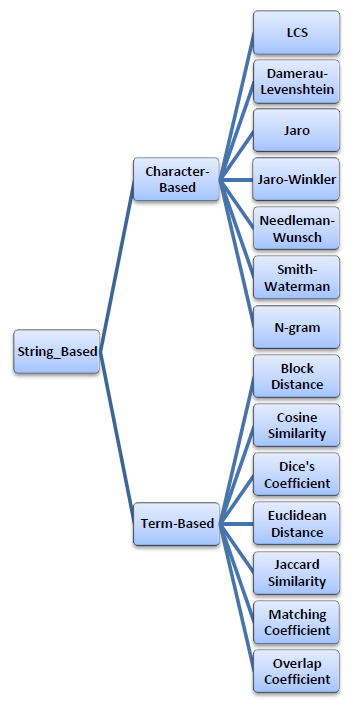 String_Based
Character-
Based
LCS
Damerau-
Levenshtein
Jaro
Jaro-Winkler
Needleman-
Wunsch
Smith-
Waterman
N-gram
Term-Based
Block
Distance
Cosine
Similarity
Dice's
Coefficient
Euclidean
Distance
Jaccard
Similarity
Matching
Coefficient
Overlap
Coefficient